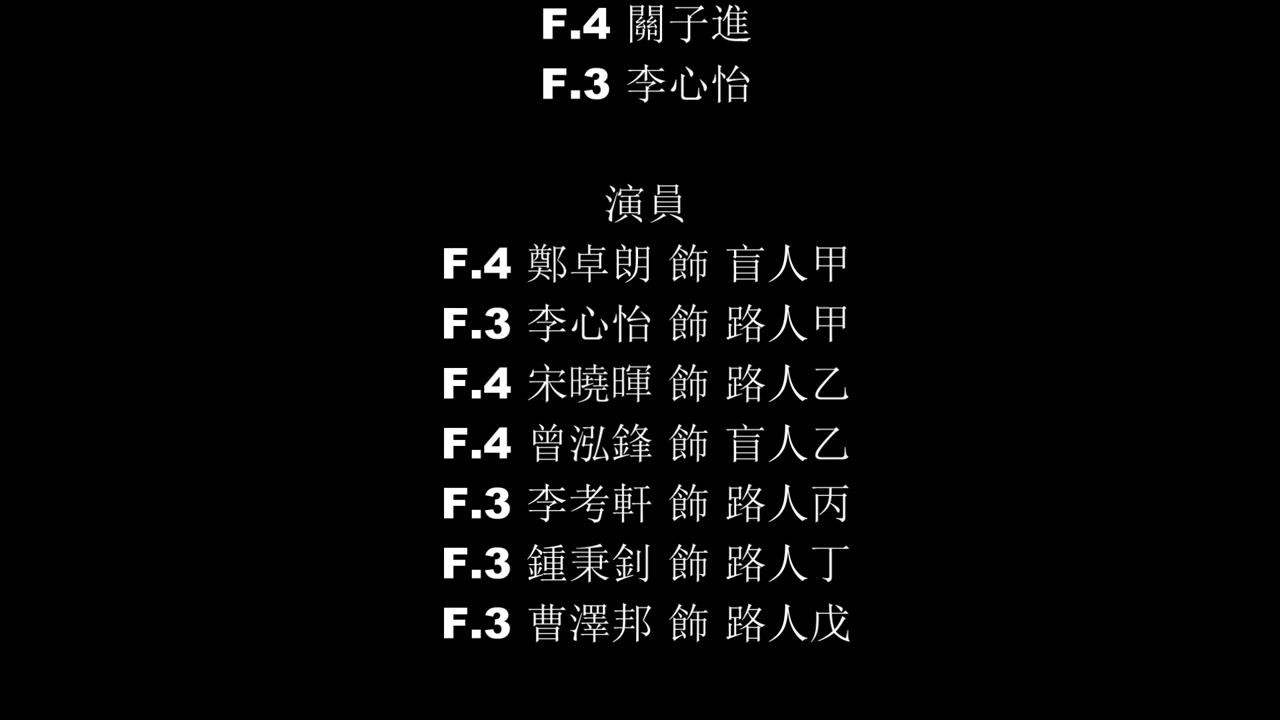 F.4 關子進
F.3 李心怡
演員
F.4 鄭卓朗 飾 盲人甲
F.3 李心怡 飾 路人甲
F.4 宋曉暉 飾 路人乙
F.4 曾泓鋒 飾 盲人乙
F.3 李考軒 飾 路人丙
F.3 鍾秉釗 飾 路人丁
F.3 曹澤邦 飾 路人戊